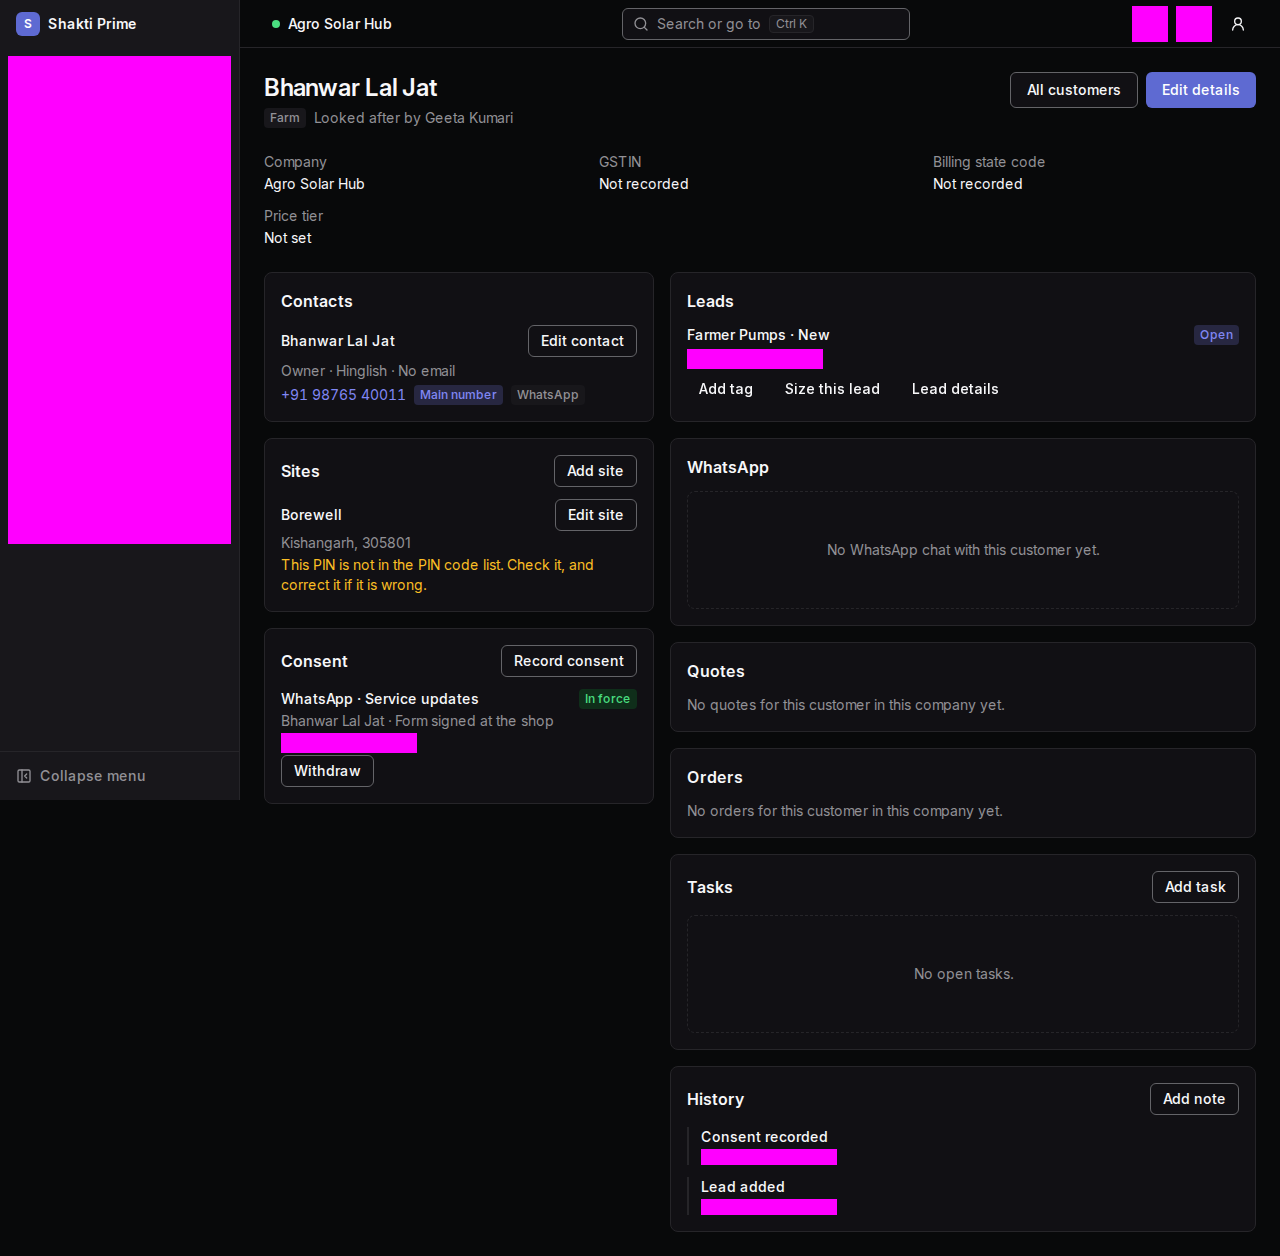 S Shakti Prime
Agro Solar Hub
Search or go to Ctrl K
Bhanwar Lal Jat
All customers
Edit details
Farm Looked after by Geeta Kumari
Company
Agro Solar Hub
GSTIN
Not recorded
Billing state code
Not recorded
Price tier
Not set
Contacts
Bhanwar Lal Jat
Edit contact
Owner · Hinglish · No email
+91 98765 40011 Main number WhatsApp
Sites
Add site
Borewell
Edit site
Kishangarh, 305801
This PIN is not in the PIN code list. Check it, and
correct it if it is wrong.
Consent
Record consent
WhatsApp · Service updates
In force
Bhanwar Lal Jat · Form signed at the shop
Withdraw
Leads
Farmer Pumps · New
Open
Add tag
Size this lead
Lead details
WhatsApp
No WhatsApp chat with this customer yet.
Quotes
No quotes for this customer in this company yet.
Orders
No orders for this customer in this company yet.
Tasks
Add task
No open tasks.
History
Add note
Consent recorded
Lead added
Collapse menu